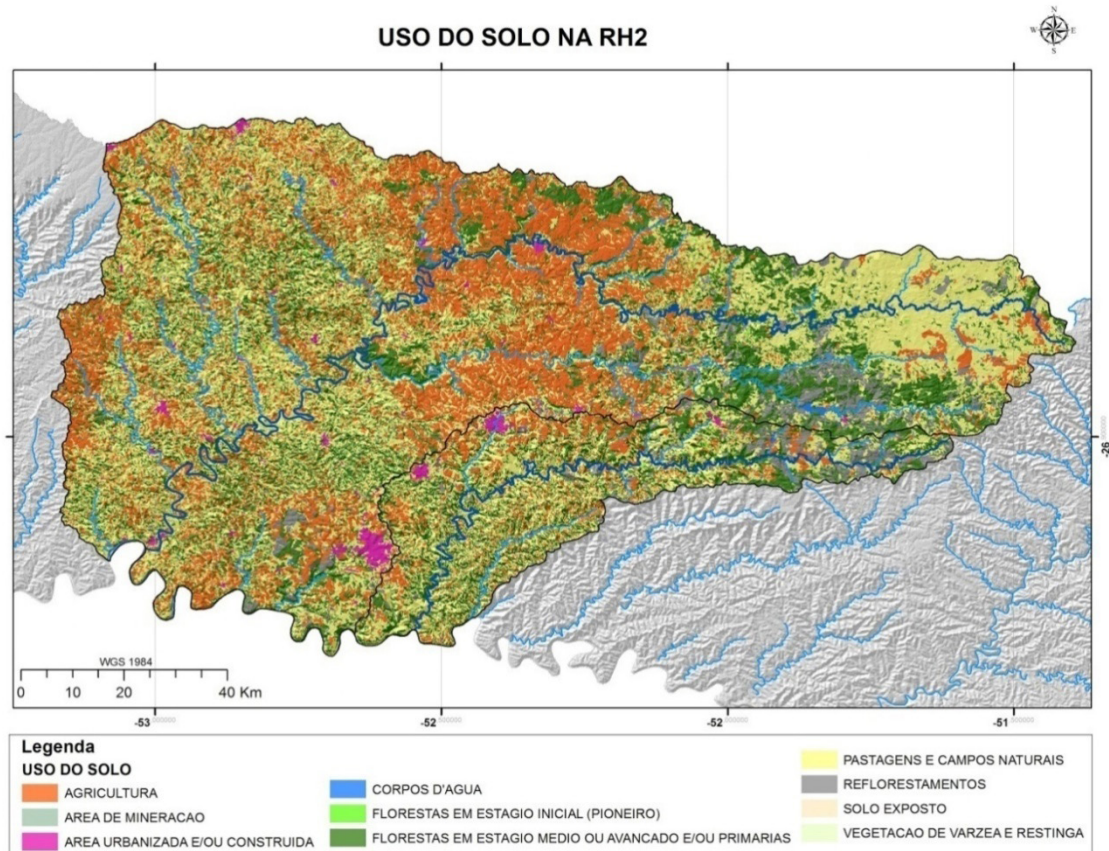 USO DO SOLO NA RH2
N
W E
S
-26
WGS 1984
0 10 20 40 Km
-53 -52 -52 -51
Legenda
USO DO SOLO
AGRICULTURA
AREA DE MINERACAO
AREA URBANIZADA E/OU CONSTRUIDA
CORPOS D'AGUA
FLORESTAS EM ESTAGIO INICIAL (PIONEIRO)
FLORESTAS EM ESTAGIO MEDIO OU AVANCADO E/OU PRIMARIAS
PASTAGENS E CAMPOS NATURAIS
REFLORESTAMENTOS
SOLO EXPOSTO
VEGETACAO DE VARZEA E RESTINGA